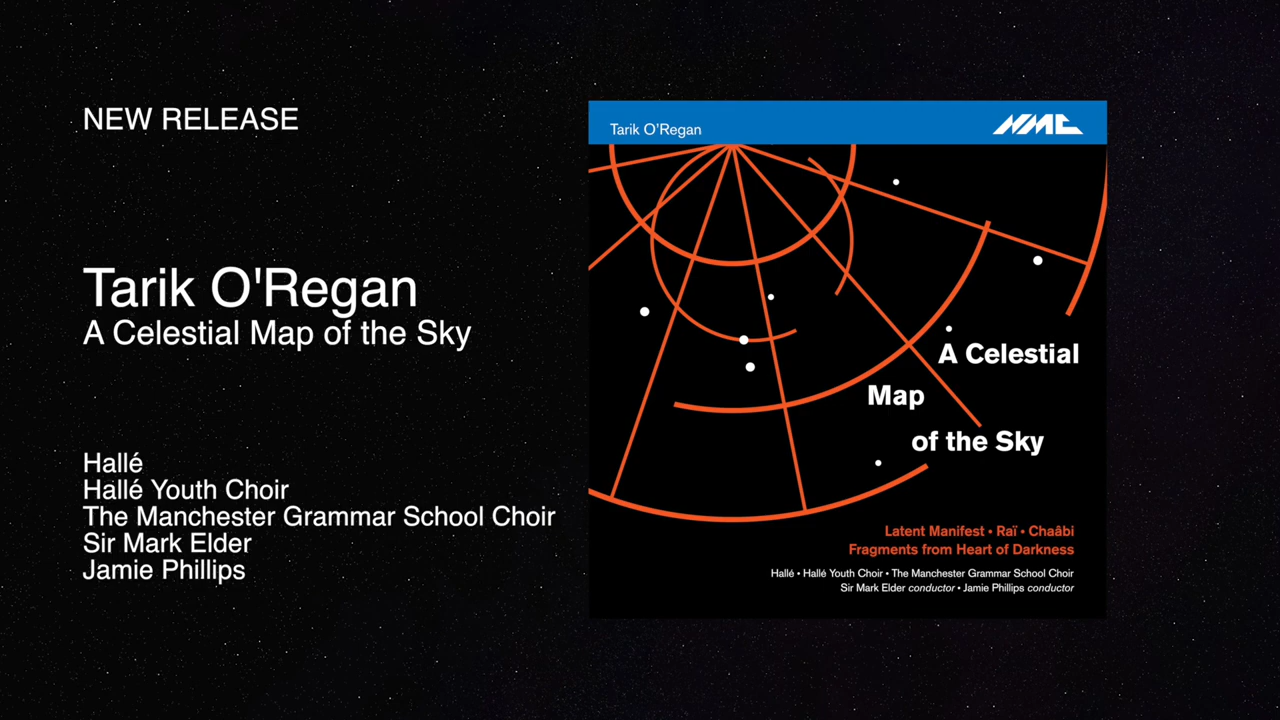 NEW RELEASE
Tarik O'Regan
A Celestial Map of the Sky
Hallé
Hallé Youth Choir
The Manchester Grammar School Choir
Sir Mark Elder
Jamie Phillips
Tarik O'Regan
NMC
A Celestial
Map
of the Sky
Latent Manifest • Raï • Chaâbi
Fragments from Heart of Darkness
Hallé • Hallé Youth Choir • The Manchester Grammar School Choir
Sir Mark Elder conductor • Jamie Phillips conductor